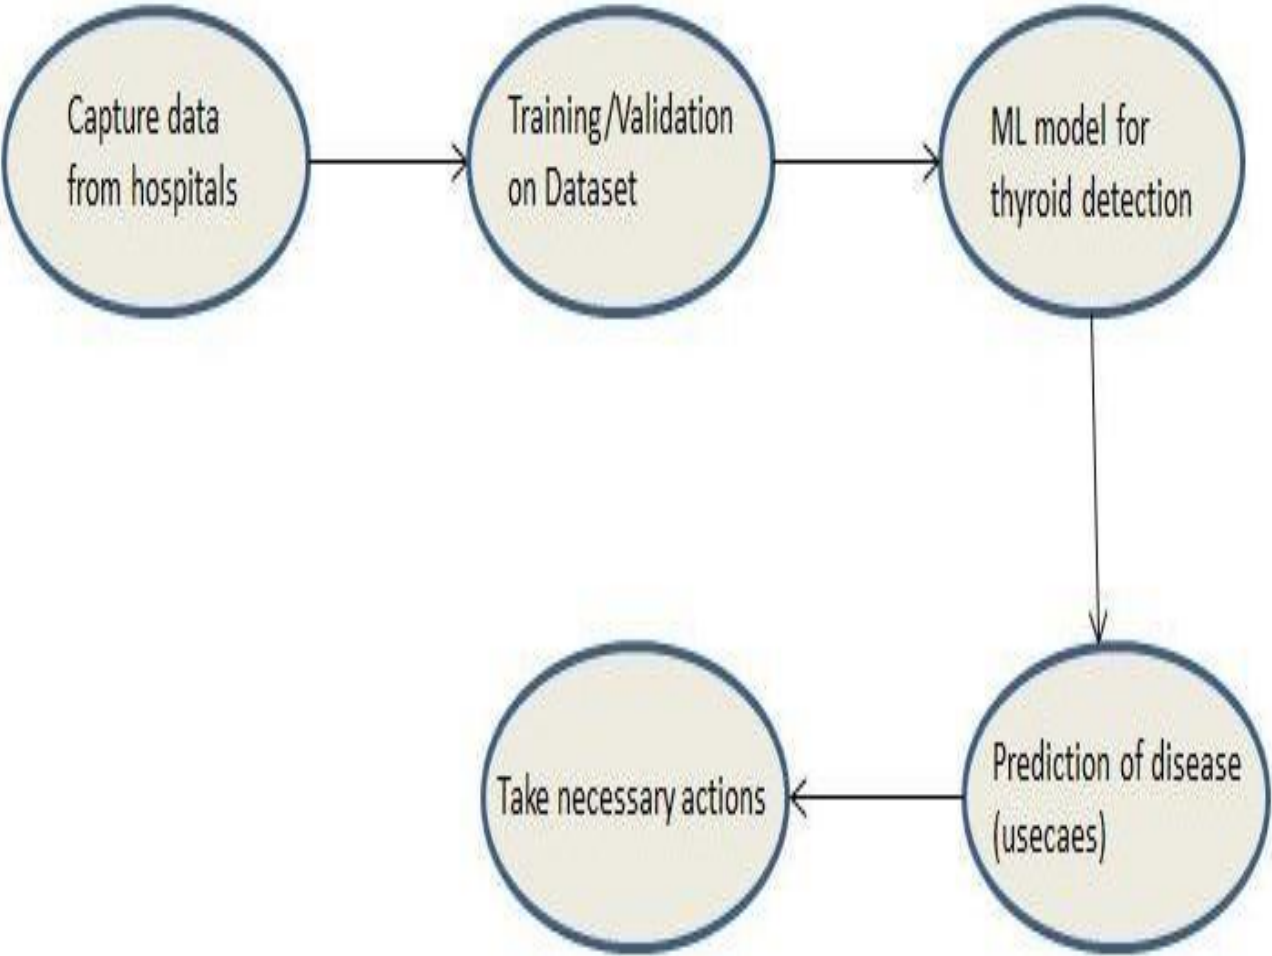 Capture data
from hospitals
Training/Validation
on Dataset
ML model for
thyroid detection
Prediction of disease
(usecaes)
Take necessary actions